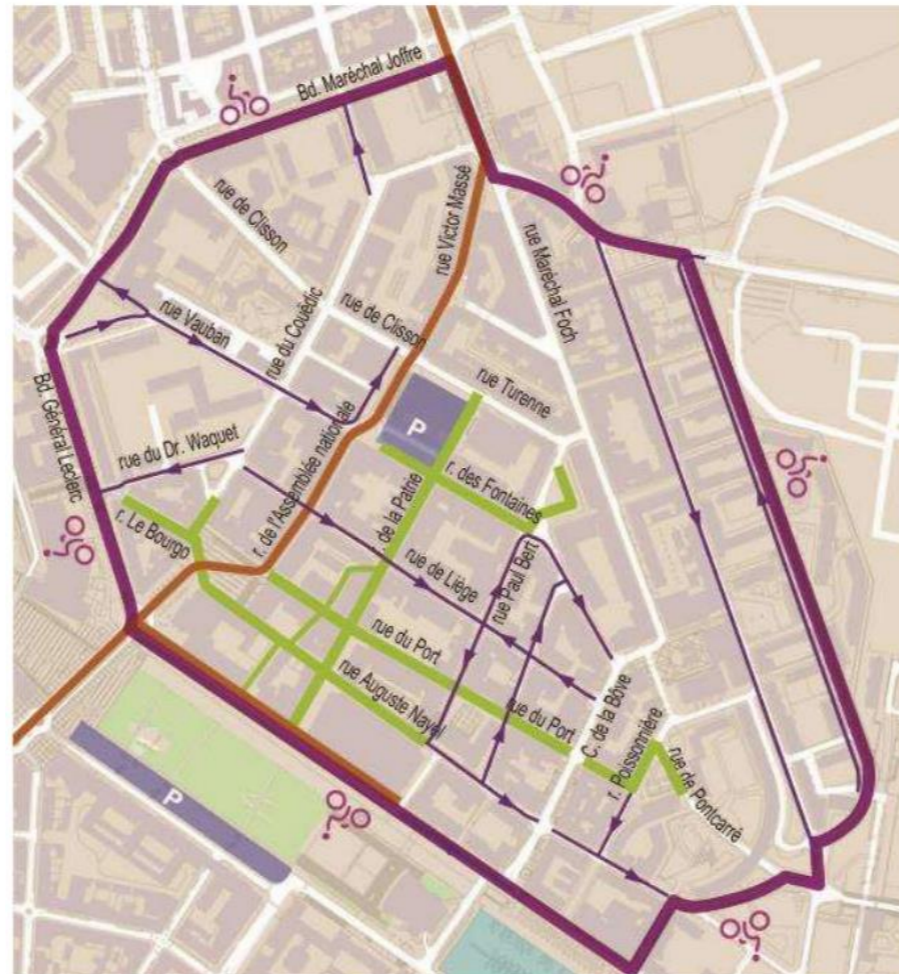 Bd. Maréchal Joffre
rue de Clisson
rue Victor Massé
rue Maréchal Foch
rue Vauban
rue du Couëdic
rue de Clisson
rue Turenne
Bd. Général Leclerc
P
rue du Dr. Waquet
r. de l'Assemblée nationale
r. des Fontaines
r. Le Bourgo
de la Patrie
rue de Liège
rue Paul Bert
rue du Port
rue Auguste Nayel
rue du Port
C. de la Bôve
r. Poissonnière
rue de Pontcarré
P